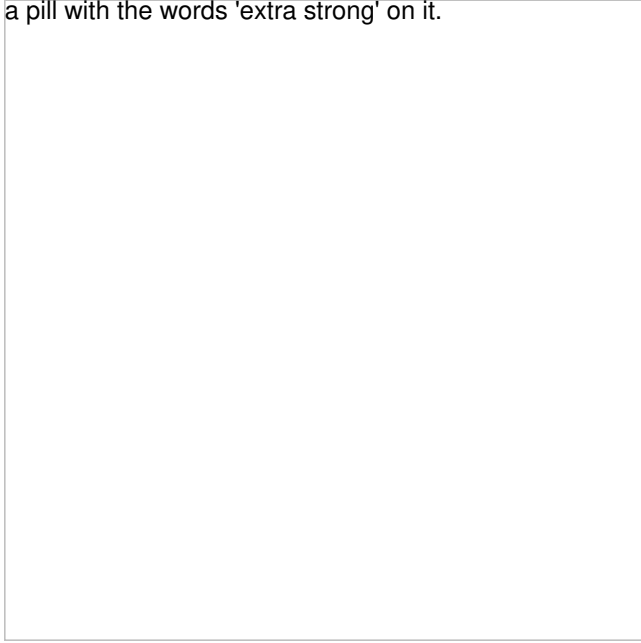 a pill with the words 'extra strong' on it.